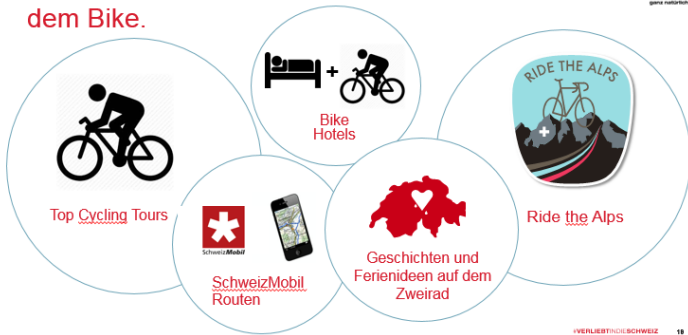 ganz natürlich
dem Bike.
Top Cycling Tours
+
Bike
Hotels
RIDE THE ALPS
Ride the Alps
SchweizMobil
SchweizMobil
Routen
Geschichten und
Ferienideen auf dem
Zweirad
#VERLIEBTINDIESCHWEIZ
18